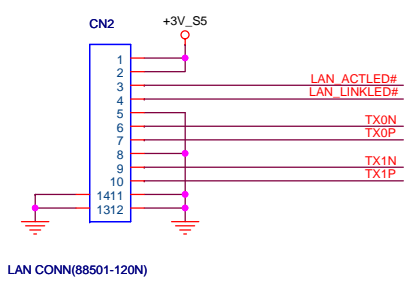 +3V_S5
CN2
1
2
3 LAN_ACTLED#
4 LAN_LINKLED#
5
6 TX0N
7 TX0P
8
9 TX1N
10 TX1P
1411
1312
LAN CONN(88501-120N)